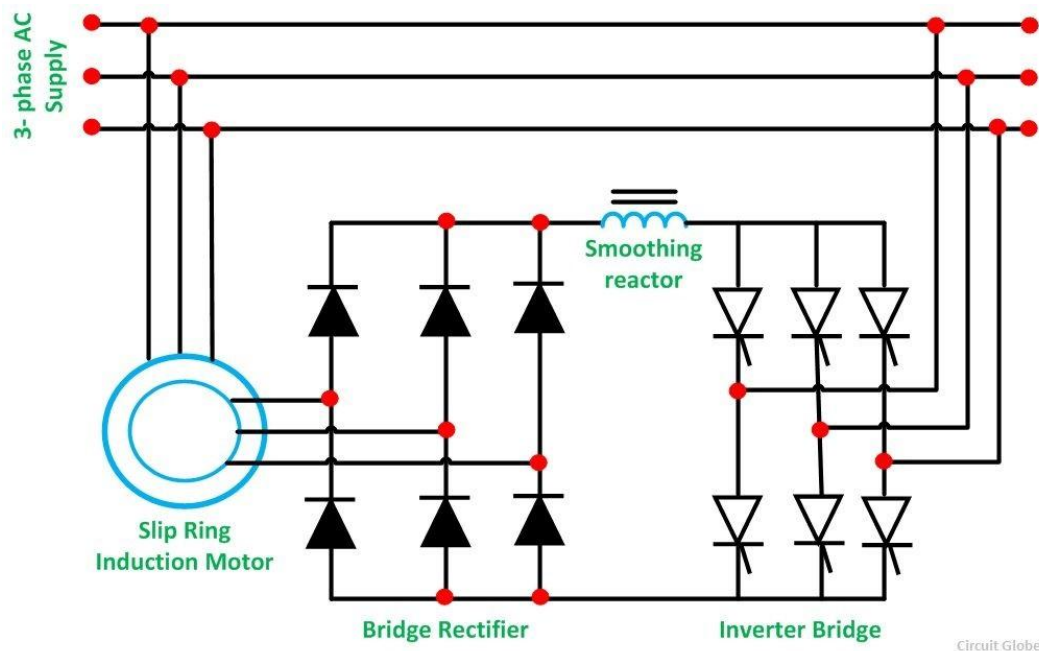 3- phase AC
Supply
Smoothing
reactor
Slip Ring
Induction Motor
Bridge Rectifier
Inverter Bridge
Circuit Globe